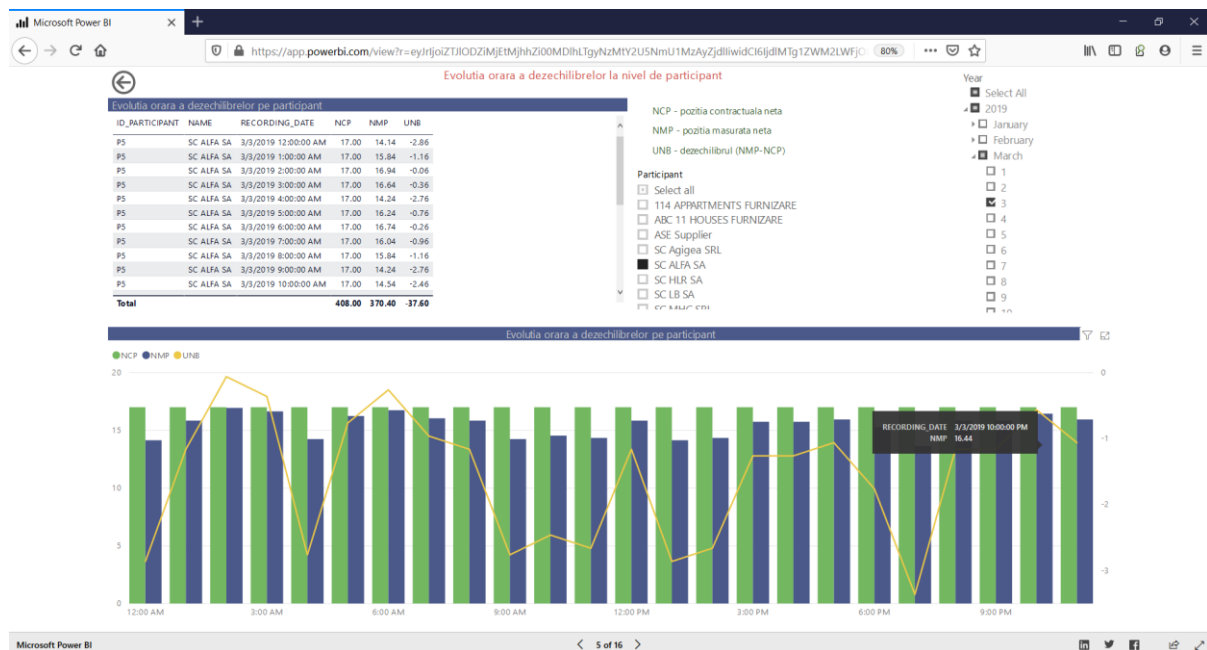 Microsoft Power BI
https://app.powerbi.com/view?r=
80%
Evolutia orara a dezechilibrelor la nivel de participant
Evolutia orara a dezechilibrelor pe participant
ID_PARTICIPANT NAME RECORDING_DATE NCP NMP UNB
P5 SC ALFA SA 3/3/2019 12:00:00 AM 17.00 14.14 -2.86
P5 SC ALFA SA 3/3/2019 1:00:00 AM 17.00 15.84 -1.16
P5 SC ALFA SA 3/3/2019 2:00:00 AM 17.00 16.94 -0.06
P5 SC ALFA SA 3/3/2019 3:00:00 AM 17.00 16.64 -0.36
P5 SC ALFA SA 3/3/2019 4:00:00 AM 17.00 14.24 -2.76
P5 SC ALFA SA 3/3/2019 5:00:00 AM 17.00 16.24 -0.76
P5 SC ALFA SA 3/3/2019 6:00:00 AM 17.00 16.74 -0.26
P5 SC ALFA SA 3/3/2019 7:00:00 AM 17.00 16.04 -0.96
P5 SC ALFA SA 3/3/2019 8:00:00 AM 17.00 15.84 -1.16
P5 SC ALFA SA 3/3/2019 9:00:00 AM 17.00 14.24 -2.76
P5 SC ALFA SA 3/3/2019 10:00:00 AM 17.00 14.54 -2.46
Total 408.00 370.40 -37.60
NCP - pozitia contractuala neta
NMP - pozitia masurata neta
UNB - dezechilibrul (NMP-NCP)
Participant
Select all
114 APPARTMENTS FURNIZARE
ABC 11 HOUSES FURNIZARE
ASE Supplier
SC Agigea SRL
SC ALFA SA
SC HLR SA
SC LB SA
SC MHC SRL
Year
Select All
2019
January
February
March
1
2
3
4
5
6
7
8
9
10
Evolutia orara a dezechilibrelor pe participant
NCP NMP UNB
20
15
10
5
0
0
-1
-2
-3
RECORDING_DATE 3/3/2019 10:00:00 PM
NMP 16.44
12:00 AM 3:00 AM 6:00 AM 9:00 AM 12:00 PM 3:00 PM 6:00 PM 9:00 PM
Microsoft Power BI
5 of 16